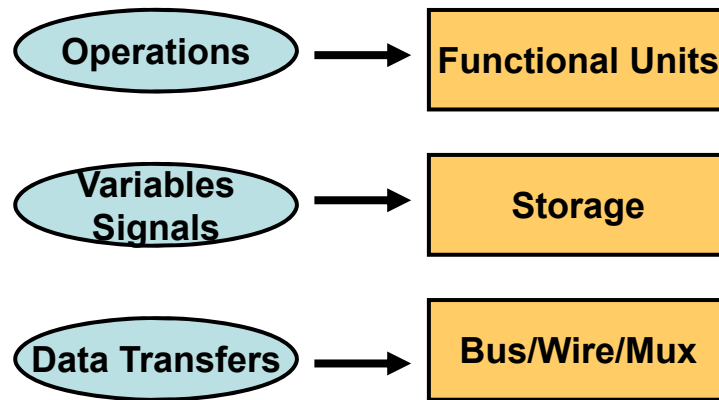 Operations
Functional Units
Variables
Signals
Storage
Data Transfers
Bus/Wire/Mux